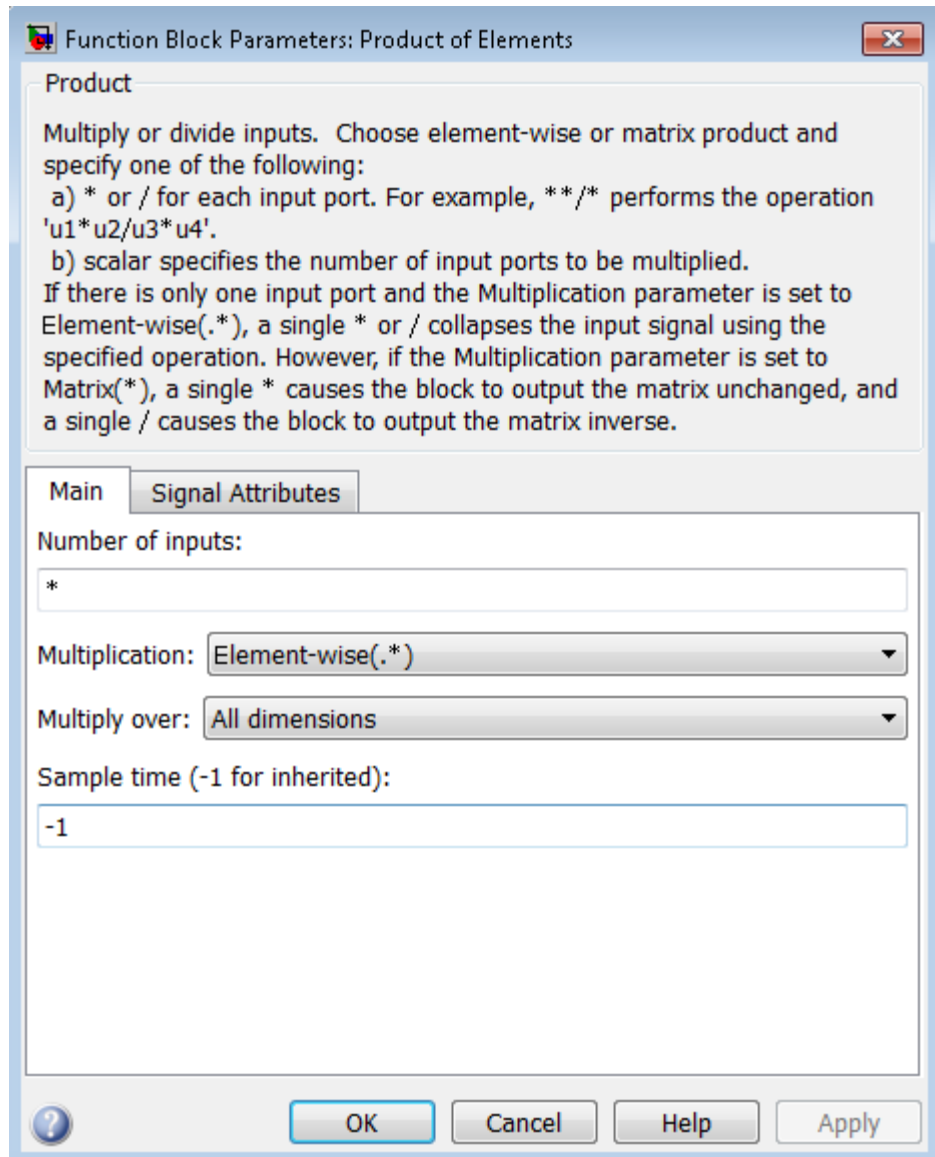 Function Block Parameters: Product of Elements
Product
Multiply or divide inputs.  Choose element-wise or matrix product and
specify one of the following:
a) * or / for each input port. For example, **/* performs the operation
'u1*u2/u3*u4'.
b) scalar specifies the number of input ports to be multiplied.
If there is only one input port and the Multiplication parameter is set to
Element-wise(.*), a single * or / collapses the input signal using the
specified operation. However, if the Multiplication parameter is set to
Matrix(*), a single * causes the block to output the matrix unchanged, and
a single / causes the block to output the matrix inverse.
Main Signal Attributes
Number of inputs:
*
Multiplication: Element-wise(.*)
Multiply over: All dimensions
Sample time (-1 for inherited):
-1
? OK Cancel Help Apply